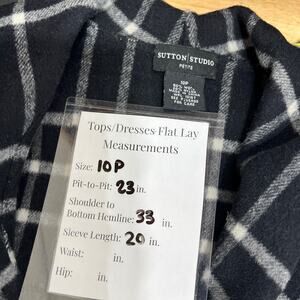 SUTTON STUDIO
PETITE
10P
Tops/Dresses Flat Lay
Measurements
Size: 10P
Pit-to-Pit: 23 in.
Shoulder to
Bottom Hemline: 33 in.
Sleeve Length: 20 in.
Waist: in.
Hip: in.